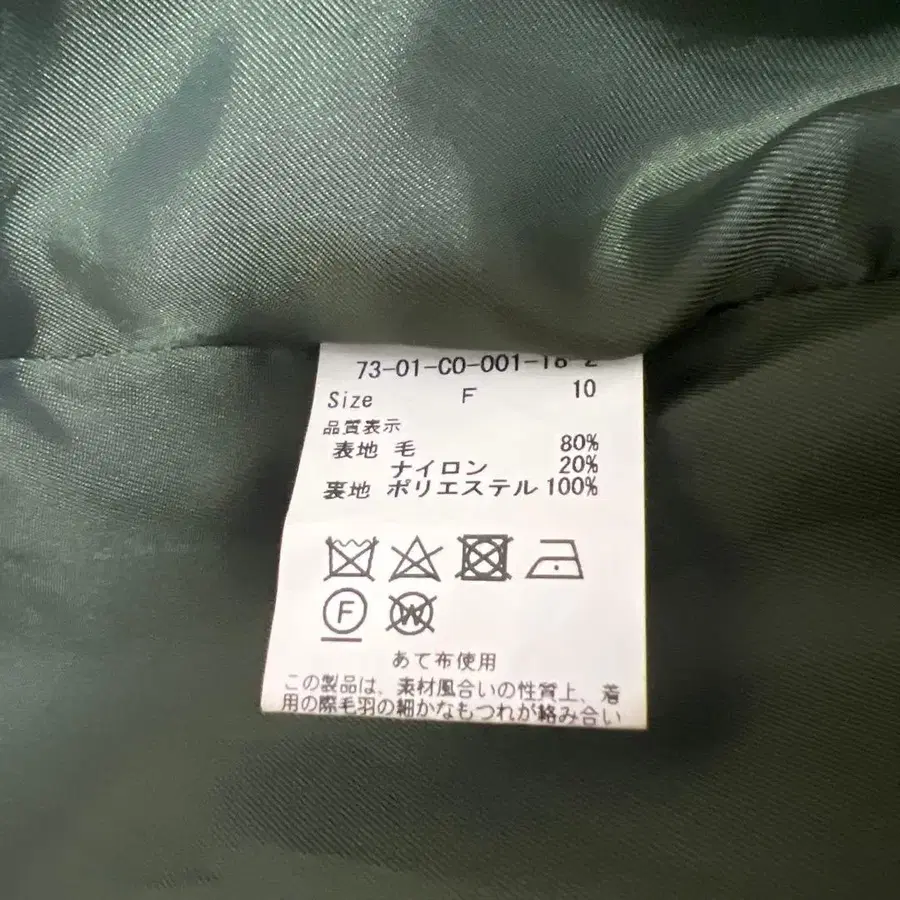 73-01-CO-001-18-2
Size F 10
品質表示
表地 毛 80%
ナイロン 20%
裏地 ポリエステル 100%
F
W
あて布使用
この製品は、素材風合いの性質上、着
用の際毛羽の細かなもつれが絡み合い